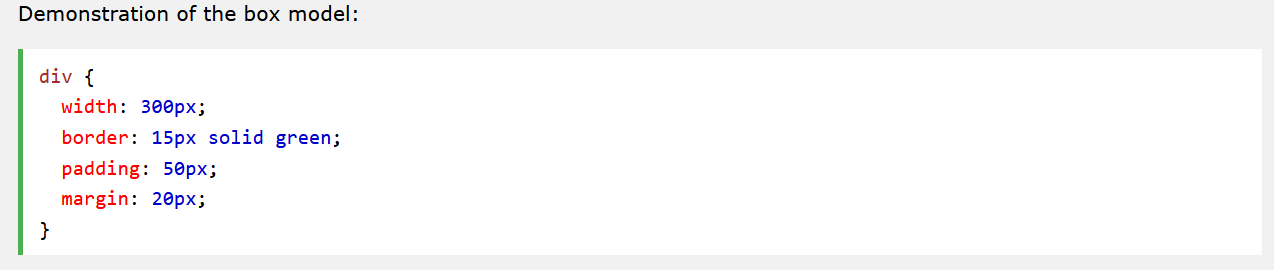 Demonstration of the box model:
div {
  width: 300px;
  border: 15px solid green;
  padding: 50px;
  margin: 20px;
}